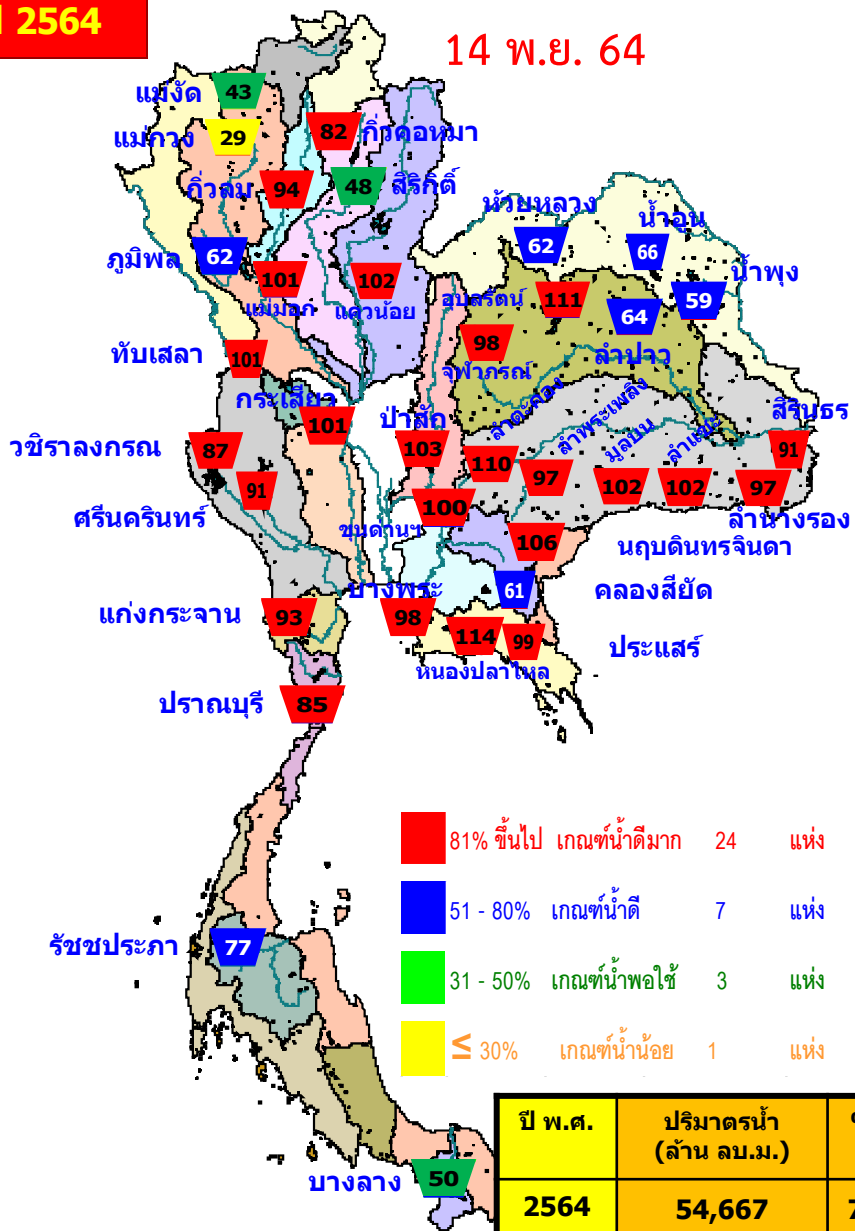 2564
14 พ.ย. 64
แม่งัด 43
แม่กวง 29
82 กิ่วคอหมา
กิ่วลม 94
48 สิริกิติ์
ห้วยหลวง 62
น้ำอูน 66
น้ำพุง 59
ภูมิพล 62
101 แม่มอก
102 แควน้อย
อุบลรัตน์ 111
64 ลำปาว
98 จุฬาภรณ์
ทับเสลา 101
กระเสียว 101
ป่าสัก 103
ลำตะคอง 110
ลำพระเพลิง 97
มูลบน 102
ลำแชะ 102
สิรินธร 91
97 ลำนางรอง
วชิราลงกรณ 87
ศรีนครินทร์ 91
100 ขุนด่านฯ
106 นฤบดินทรจินดา
61 คลองสียัด
บางพระ 98
แก่งกระจาน 93
114 หนองปลาไหล
99 ประแสร์
ปราณบุรี 85
81% ขึ้นไป เกณฑ์น้ำดีมาก 24 แห่ง
51 - 80% เกณฑ์น้ำดี 7 แห่ง
รัชชประภา 77
31 - 50% เกณฑ์น้ำพอใช้ 3 แห่ง
≤ 30% เกณฑ์น้ำน้อย 1 แห่ง
บางลาง 50
ปี พ.ศ. ปริมาตรน้ำ
(ล้าน ลบ.ม.)
2564 54,667